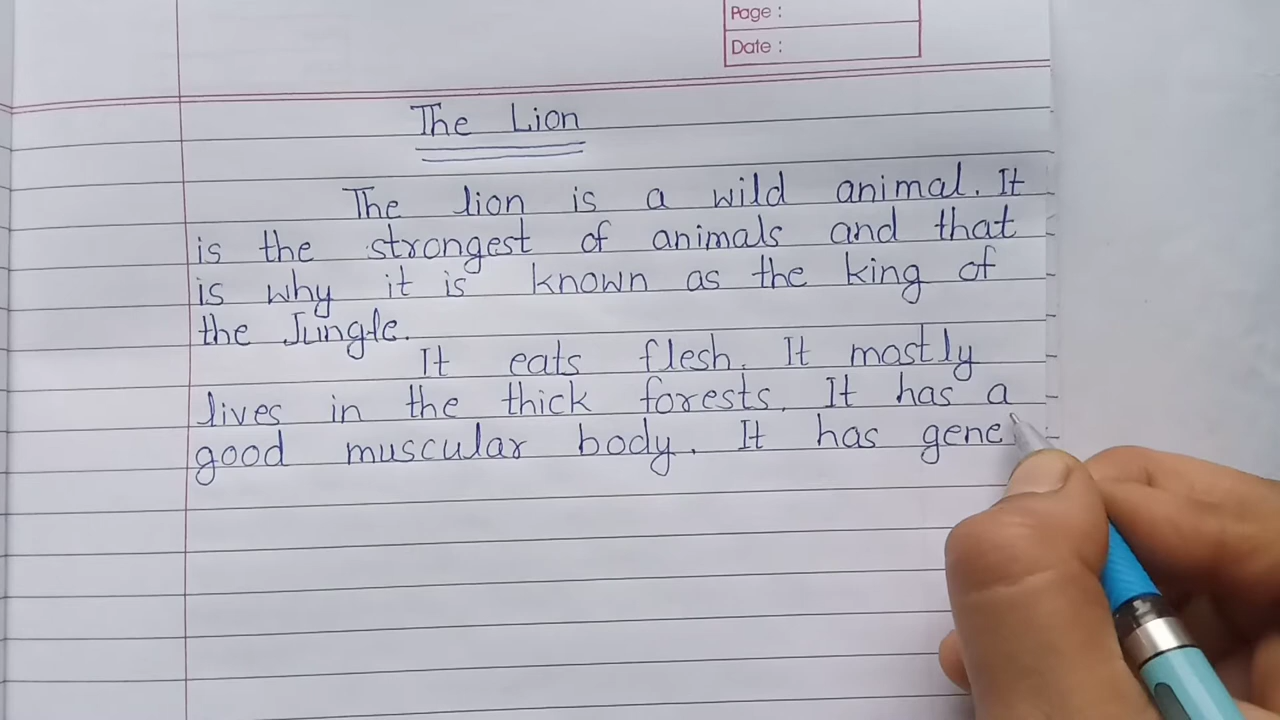 Page :
Date :
The Lion
The lion is a wild animal. It
is the strongest of animals and that
is why it is known as the king of
the Jungle.
It eats flesh. It mostly
lives in the thick forests. It has a
good muscular body. It has gene